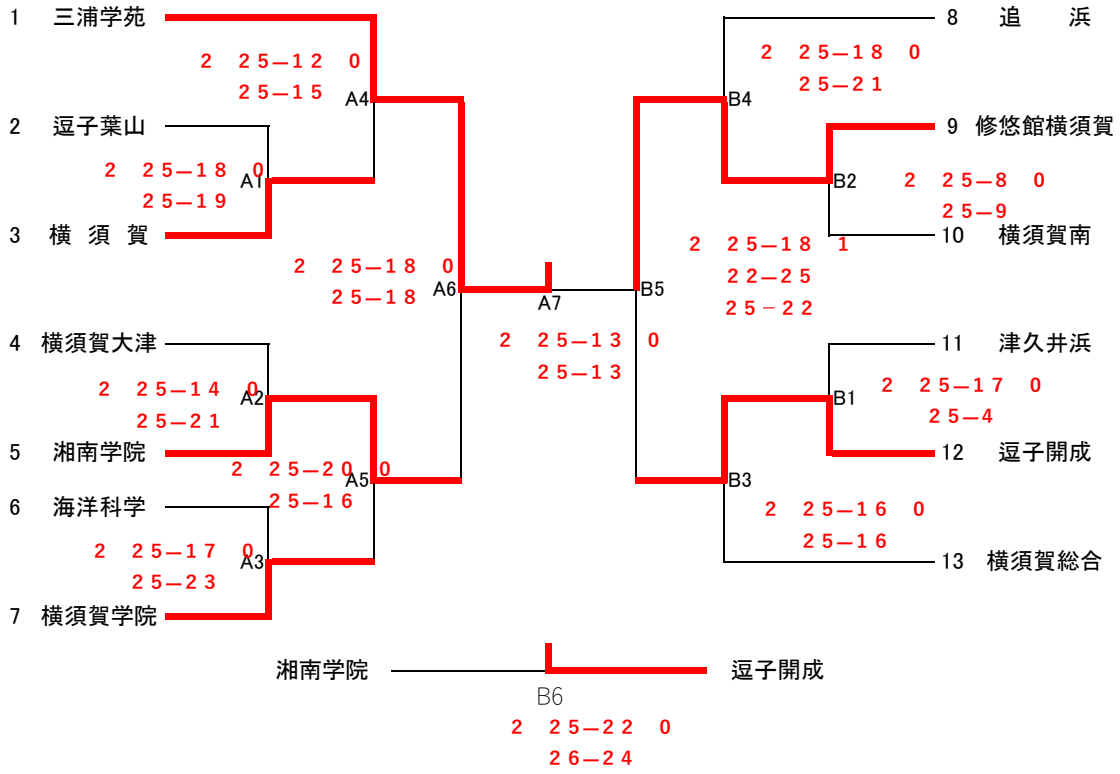 1 三浦学苑
2 25―12 0
25―15
A4
2 逗子葉山
2 25―18 0
A1
25―19
3 横須賀
2 25―18 0
A6
25―18
4 横須賀大津
2 25―14 0
A2
25―21
5 湘南学院
2 25―20 0
A5
25―16
6 海洋科学
2 25―17 0
A3
25―23
7 横須賀学院
A7
2 25―13 0
25―13
8 追浜
2 25―18 0
25―21
B4
9 修悠館横須賀
B2
2 25―8 0
25―9
10 横須賀南
2 25―18 1
B5
22―25
25−22
11 津久井浜
2 25―17 0
B1
25―4
12 逗子開成
B3
2 25―16 0
25―16
13 横須賀総合
湘南学院 逗子開成
B6
2 25―22 0
26―24